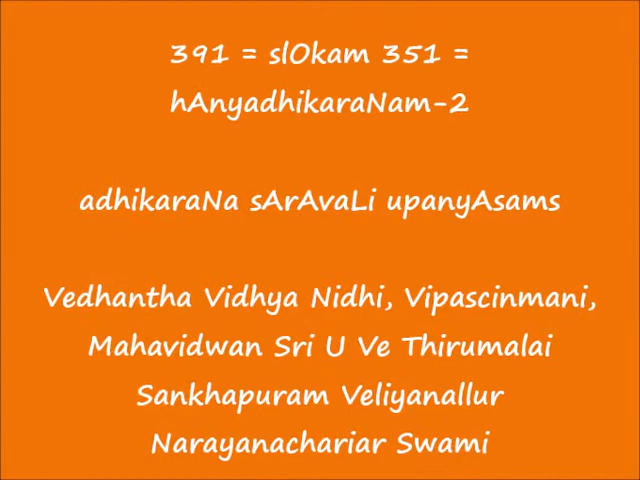 391 = slOkam 351 =
hAnyadhikaraNam-2
adhikaraNa sArAvaLi upanyAsams
Vedhantha Vidhya Nidhi, Vipascinmani,
Mahavidwan Sri U Ve Thirumalai
Sankhapuram Veliyanallur
Narayanachariar Swami